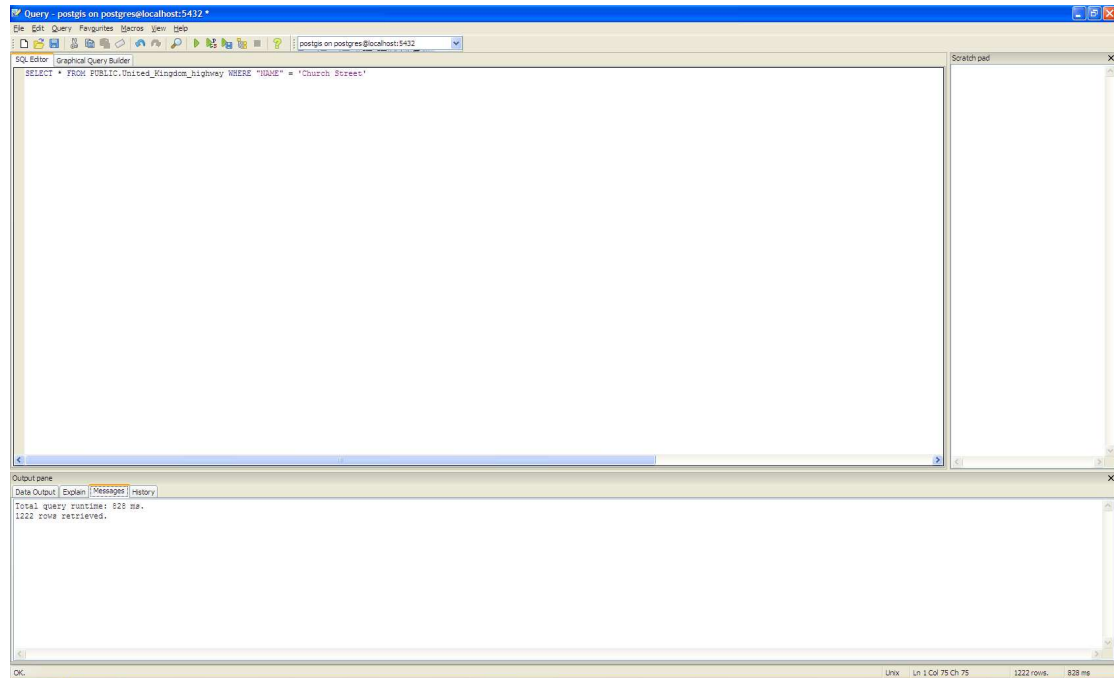 Query - postgis on postgres@localhost:5432 *
File Edit Query Favourites Macros View Help
postgis on postgres@localhost:5432
SQL Editor Graphical Query Builder
Scratch pad
SELECT * FROM PUBLIC.United_Kingdom_highway WHERE "NAME" = 'Church Street'
Output pane
Data Output Explain Messages History
Total query runtime: 828 ms.
1222 rows retrieved.
OK.
Unix Ln 1 Col 75 Ch 75 1222 rows. 828 ms